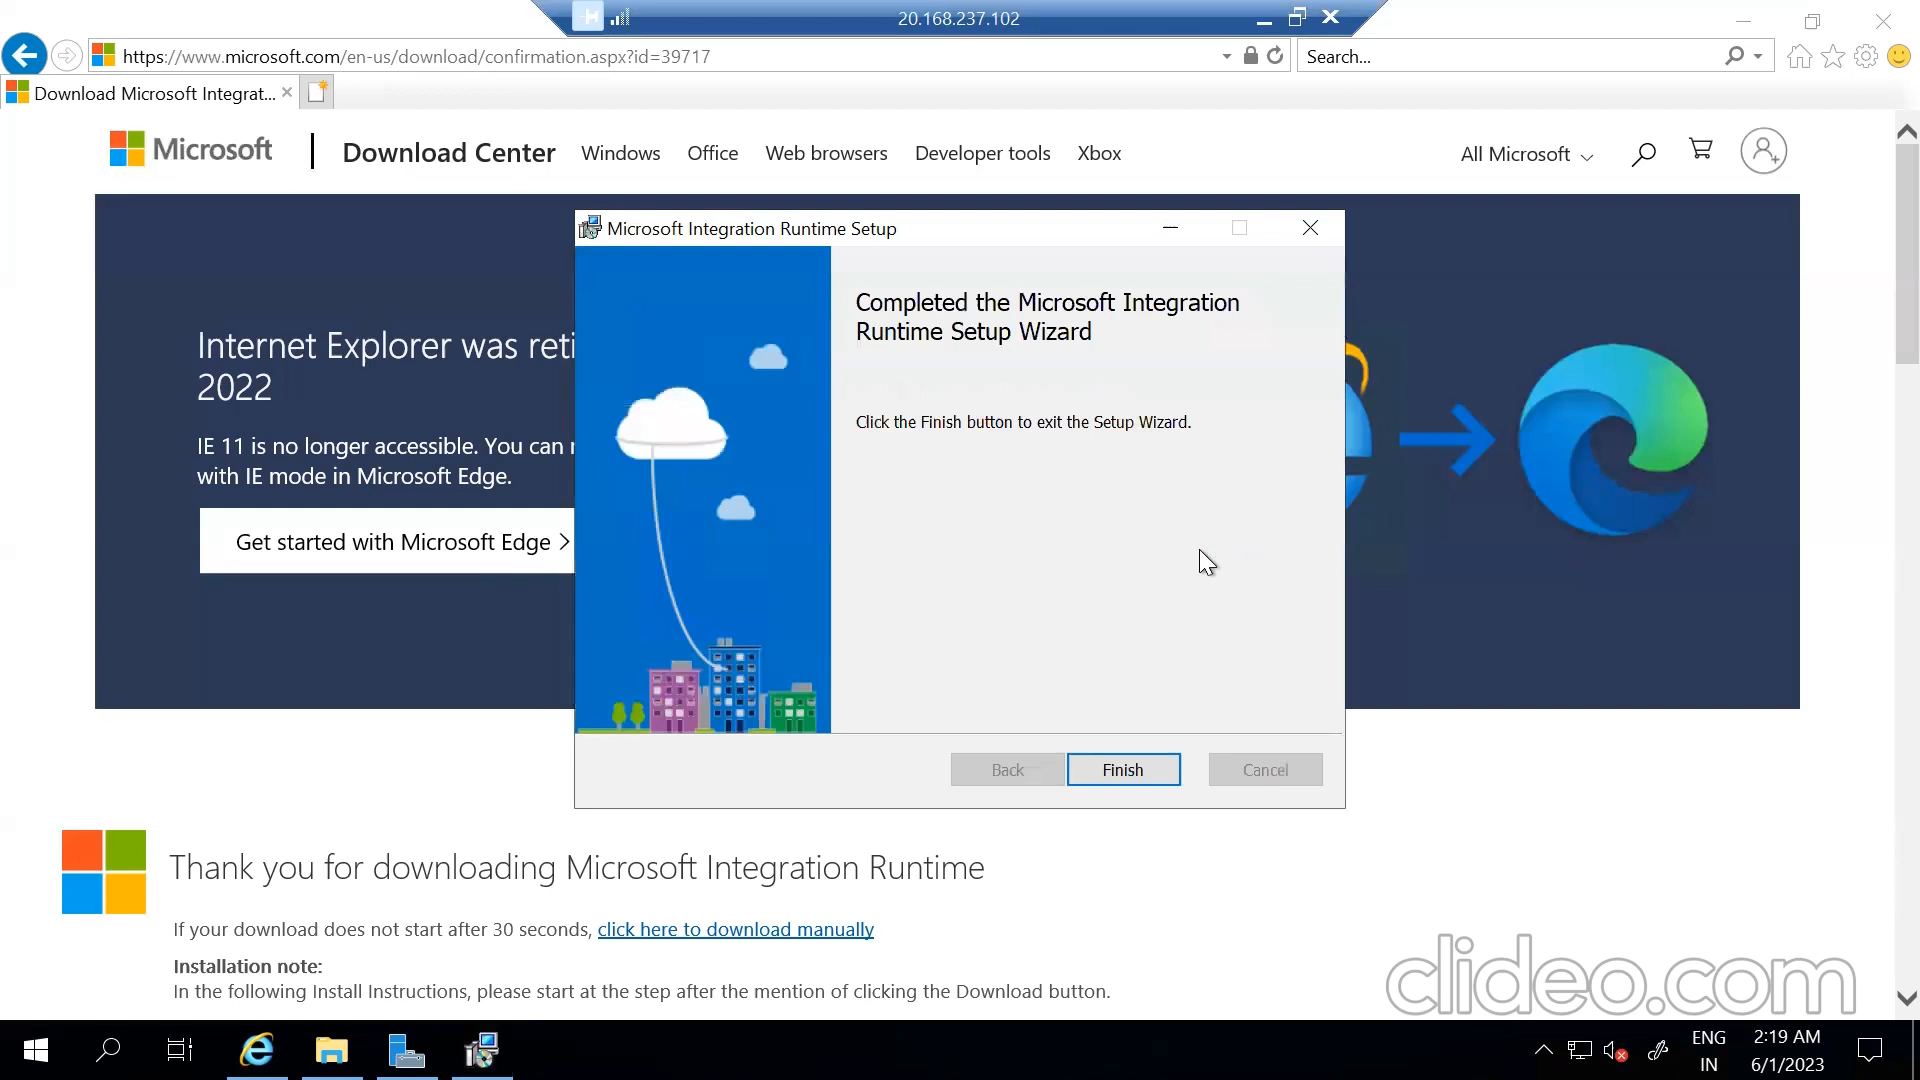 20.168.237.102
https://www.microsoft.com/en-us/download/confirmation.aspx?id=39717
Search...
Download Microsoft Integrat...
Microsoft
Download Center
Windows
Office
Web browsers
Developer tools
Xbox
All Microsoft
Microsoft Integration Runtime Setup
Completed the Microsoft Integration
Runtime Setup Wizard
Click the Finish button to exit the Setup Wizard.
Back
Finish
Cancel
Internet Explorer was reti
2022
IE 11 is no longer accessible. You can
with IE mode in Microsoft Edge.
Get started with Microsoft Edge
Thank you for downloading Microsoft Integration Runtime
If your download does not start after 30 seconds, click here to download manually
Installation note:
In the following Install Instructions, please start at the step after the mention of clicking the Download button.
clideo.com
ENG
IN
2:19 AM
6/1/2023